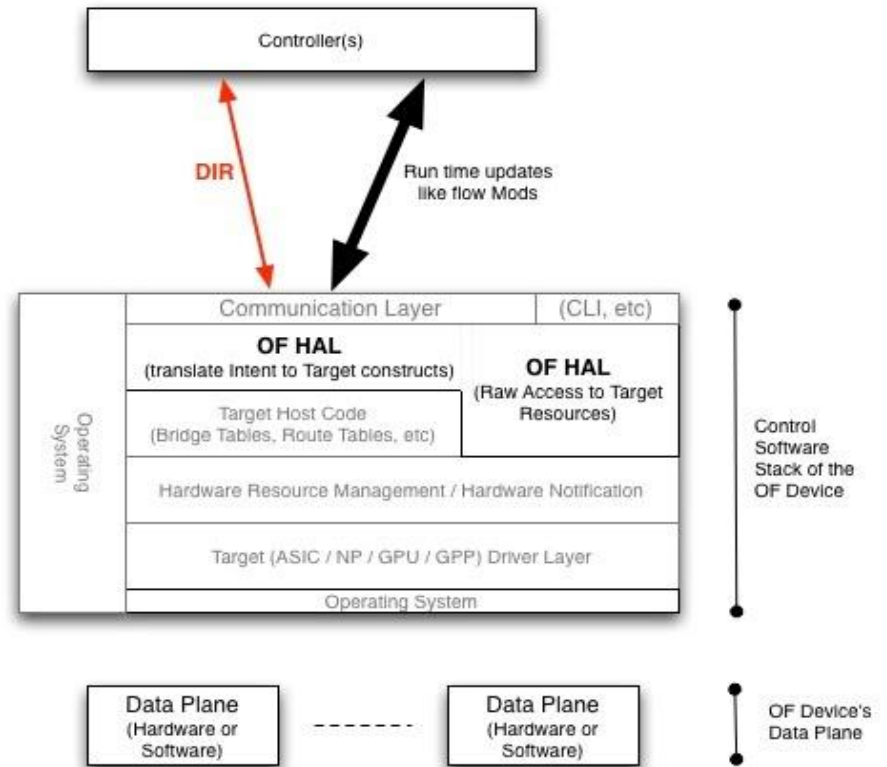 Controller(s)
DIR
Run time updates
like flow Mods
Communication Layer
(CLI, etc)
OF HAL
(translate Intent to Target constructs)
OF HAL
(Raw Access to Target
Resources)
Target Host Code
(Bridge Tables, Route Tables, etc)
Operating
System
Hardware Resource Management / Hardware Notification
Target (ASIC / NP / GPU / GPP) Driver Layer
Operating System
Control
Software
Stack of the
OF Device
Data Plane
(Hardware or
Software)
Data Plane
(Hardware or
Software)
OF Device's
Data Plane